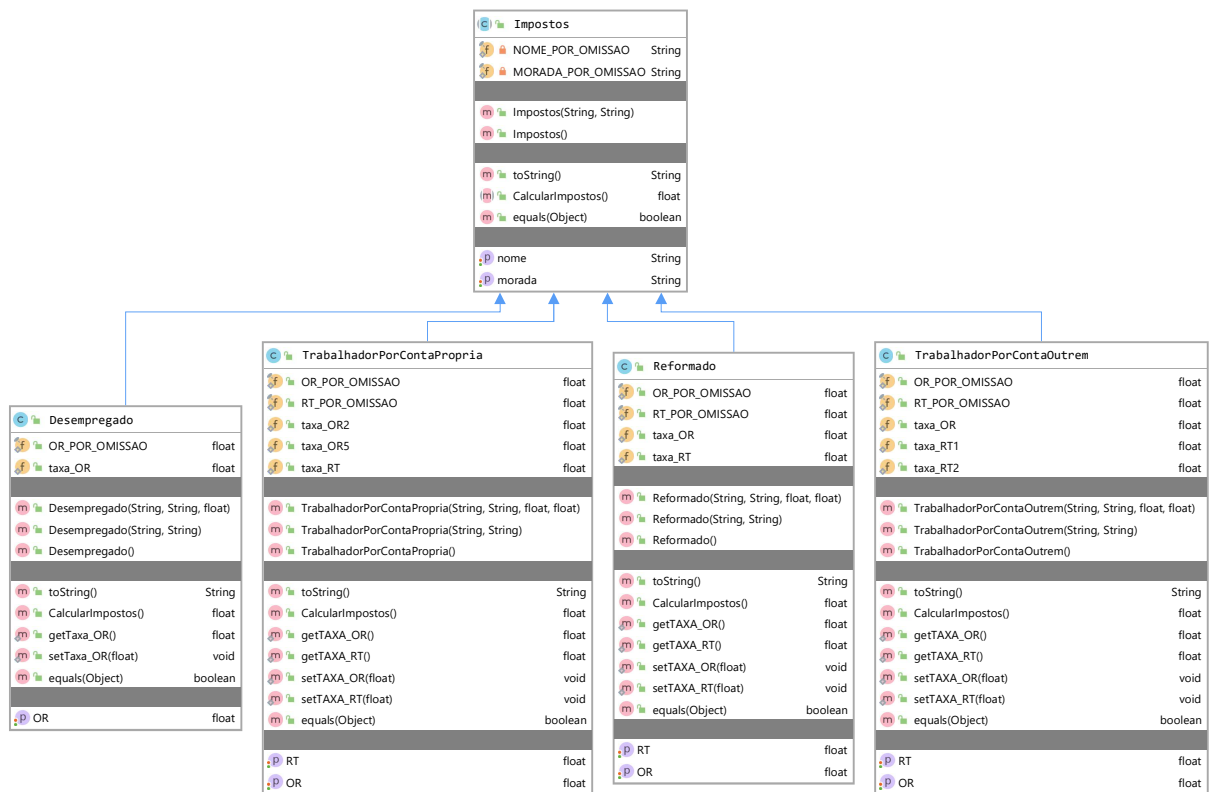 Impostos
NOME_POR_OMISSAO String
MORADA_POR_OMISSAO String
Impostos(String, String)
Impostos()
toString() String
CalcularImpostos() float
equals(Object) boolean
nome String
morada String
Desempregado
OR_POR_OMISSAO float
taxa_OR float
Desempregado(String, String, float)
Desempregado(String, String)
Desempregado()
toString() String
CalcularImpostos() float
getTaxa_OR() float
setTaxa_OR(float) void
equals(Object) boolean
OR float
TrabalhadorPorContaPropria
OR_POR_OMISSAO float
RT_POR_OMISSAO float
taxa_OR2 float
taxa_OR5 float
taxa_RT float
TrabalhadorPorContaPropria(String, String, float, float)
TrabalhadorPorContaPropria(String, String)
TrabalhadorPorContaPropria()
toString() String
CalcularImpostos() float
getTAXA_OR() float
getTAXA_RT() float
setTAXA_OR(float) void
setTAXA_RT(float) void
equals(Object) boolean
RT float
OR float
Reformado
OR_POR_OMISSAO float
RT_POR_OMISSAO float
taxa_OR float
taxa_RT float
Reformado(String, String, float, float)
Reformado(String, String)
Reformado()
toString() String
CalcularImpostos() float
getTAXA_OR() float
getTAXA_RT() float
setTAXA_OR(float) void
setTAXA_RT(float) void
equals(Object) boolean
RT float
OR float
TrabalhadorPorContaOutrem
OR_POR_OMISSAO float
RT_POR_OMISSAO float
taxa_OR float
taxa_RT1 float
taxa_RT2 float
TrabalhadorPorContaOutrem(String, String, float, float)
TrabalhadorPorContaOutrem(String, String)
TrabalhadorPorContaOutrem()
toString() String
CalcularImpostos() float
getTAXA_OR() float
getTAXA_RT() float
setTAXA_OR(float) void
setTAXA_RT(float) void
equals(Object) boolean
RT float
OR float